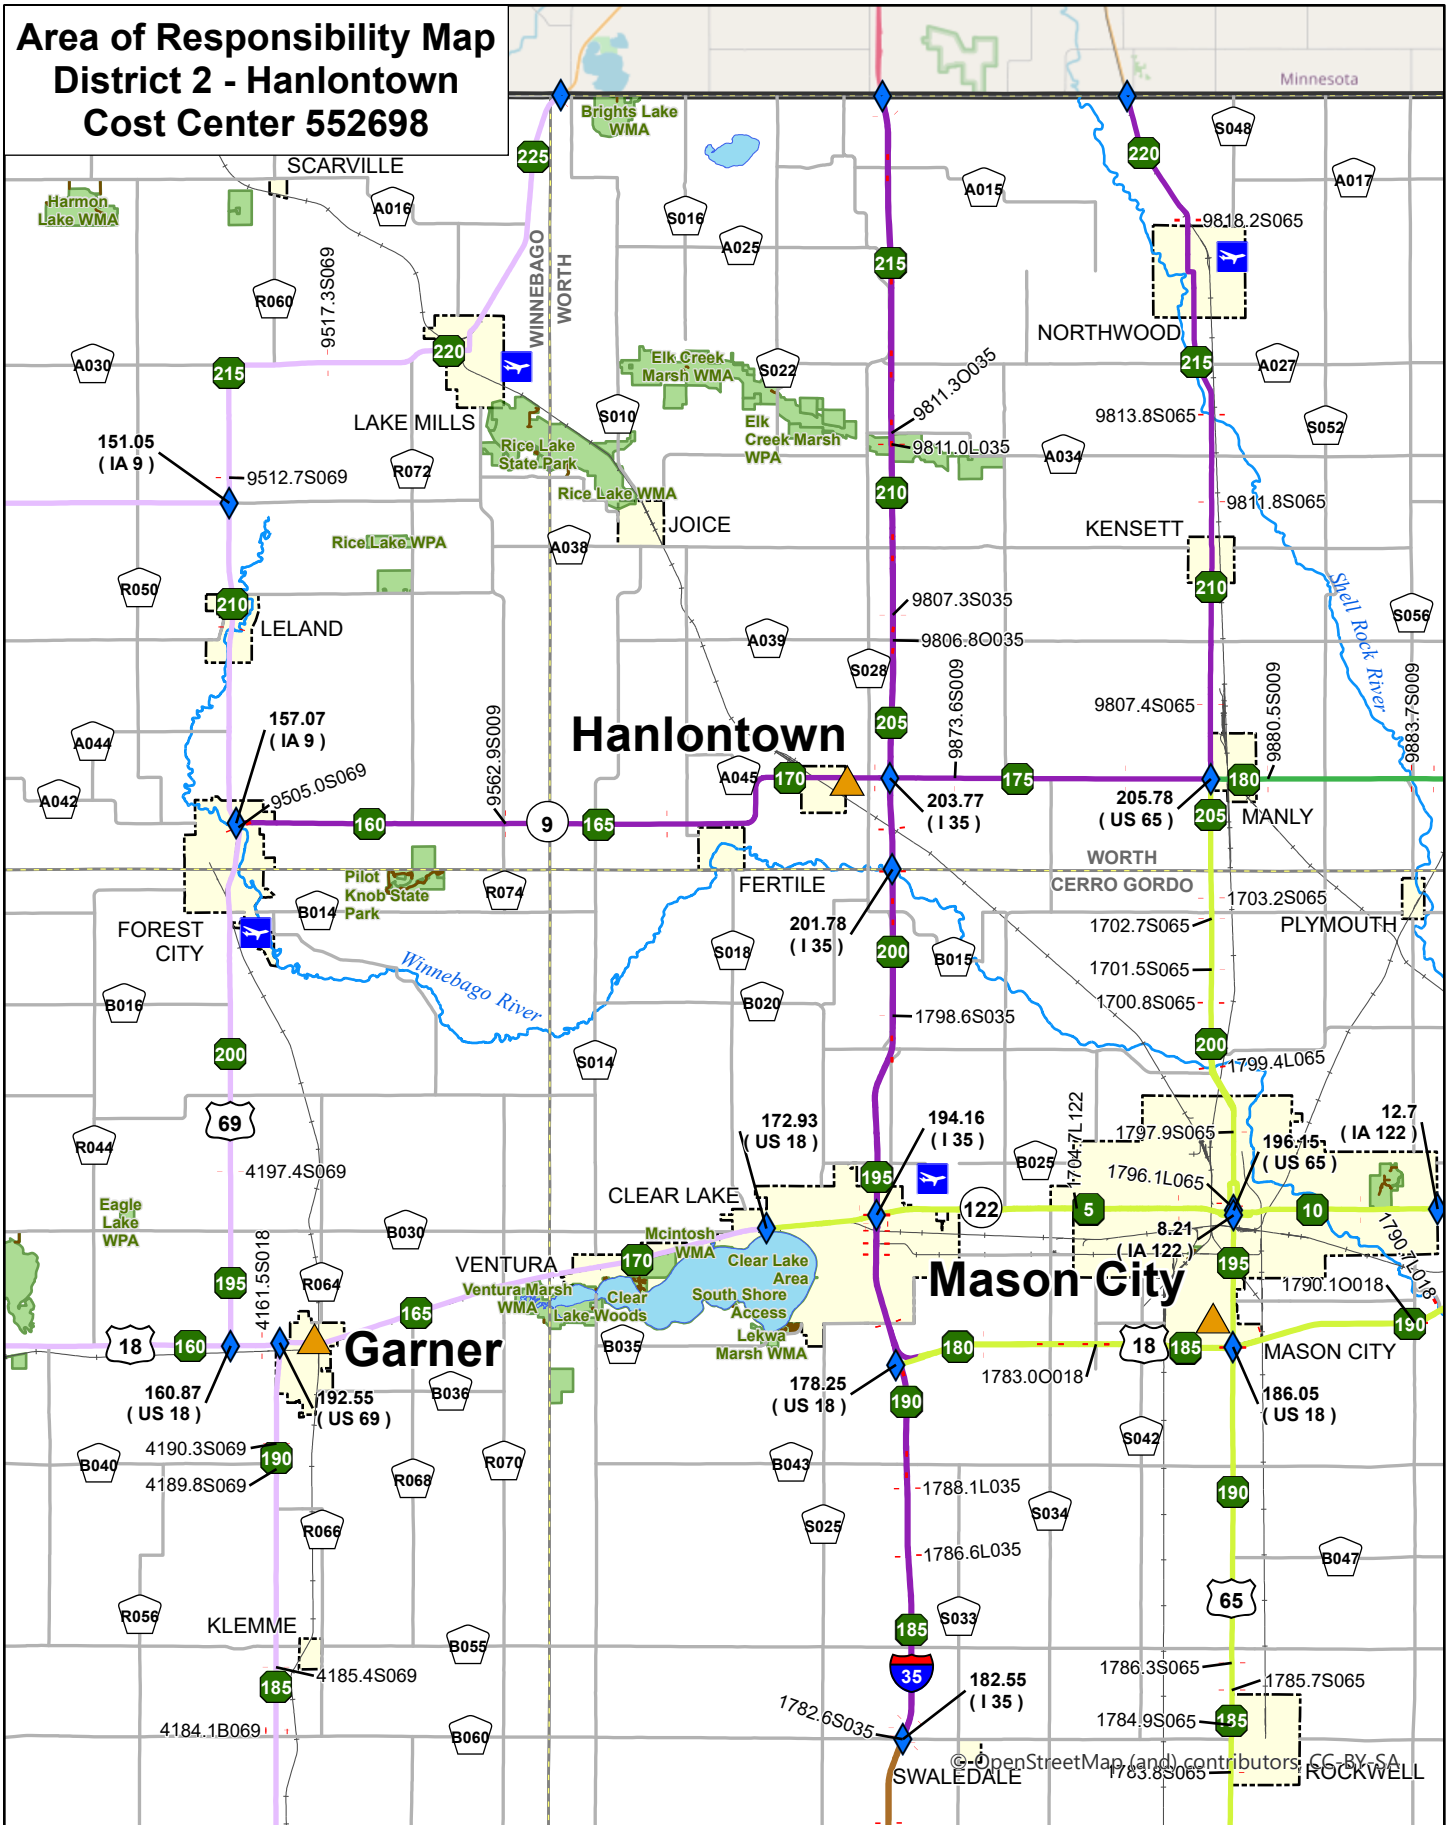 Area of Responsibility Map
District 2 - Hanlontown
Cost Center 552698
Minnesota
Brights Lake
WMA
S048
225
220
SCARVILLE
A016
A015
A017
Harmon
Lake WMA
S016
9818.2S065
A025
WINNEBAGO
WORTH
215
9517.3S069
R060
NORTHWOOD
220
Elk Creek
Marsh WMA
A030
215
S022
215
A027
9811.3O035
LAKE MILLS
S010
9813.8S065
Elk
Creek Marsh
WPA
S052
151.05
( IA 9 )
Rice Lake
State Park
9811.0L035
A034
R072
9512.7S069
Rice Lake WMA
210
9811.8S065
JOICE
KENSETT
Rice Lake WPA
A038
R050
210
Shell Rock River
210
9807.3S035
S056
LELAND
A039
9806.8O035
S028
9873.6S009
9880.5S009
9883.7S009
9807.4S065
157.07
( IA 9 )
9562.9S009
205
Hanlontown
A044
A045
170
175
180
9505.0S069
A042
203.77
( I 35 )
205.78
( US 65 )
205
MANLY
160
9
165
WORTH
CERRO GORDO
FERTILE
Pilot
Knob State
Park
R074
B014
1703.2S065
FOREST
CITY
201.78
( I 35 )
1702.7S065
PLYMOUTH
S018
200
B015
1701.5S065
Winnebago River
B016
B020
1700.8S065
1798.6S035
200
S014
200
1799.4L065
69
172.93
( US 18 )
194.16
( I 35 )
1704.7L122
12.7
( IA 122 )
R044
1797.9S065
196.15
( US 65 )
B025
4197.4S069
195
1796.1L065
CLEAR LAKE
122
5
10
Eagle
Lake
WPA
B030
Mcintosh
WMA
8.21
( IA 122 )
1790.7L018
4161.5S018
VENTURA
170
Clear Lake
Area
South Shore
Access
Mason City
195
R064
195
1790.1O018
Ventura Marsh
WMA
Clear
Lake Woods
165
Lekwa
Marsh WMA
190
18
160
Garner
B035
180
18
185
MASON CITY
1783.0O018
160.87
( US 18 )
192.55
( US 69 )
B036
178.25
( US 18 )
190
186.05
( US 18 )
S042
4190.3S069
190
B040
R070
B043
4189.8S069
R068
1788.1L035
190
S034
S025
R066
1786.6L035
B047
65
R056
KLEMME
S033
185
B055
35
1786.3S065
4185.4S069
185
182.55
( I 35 )
1785.7S065
1782.6S035
4184.1B069
B060
1784.9S065
185
© OpenStreetMap (and) contributors, CC-BY-SA
SWALEDALE
1783.8S065
ROCKWELL